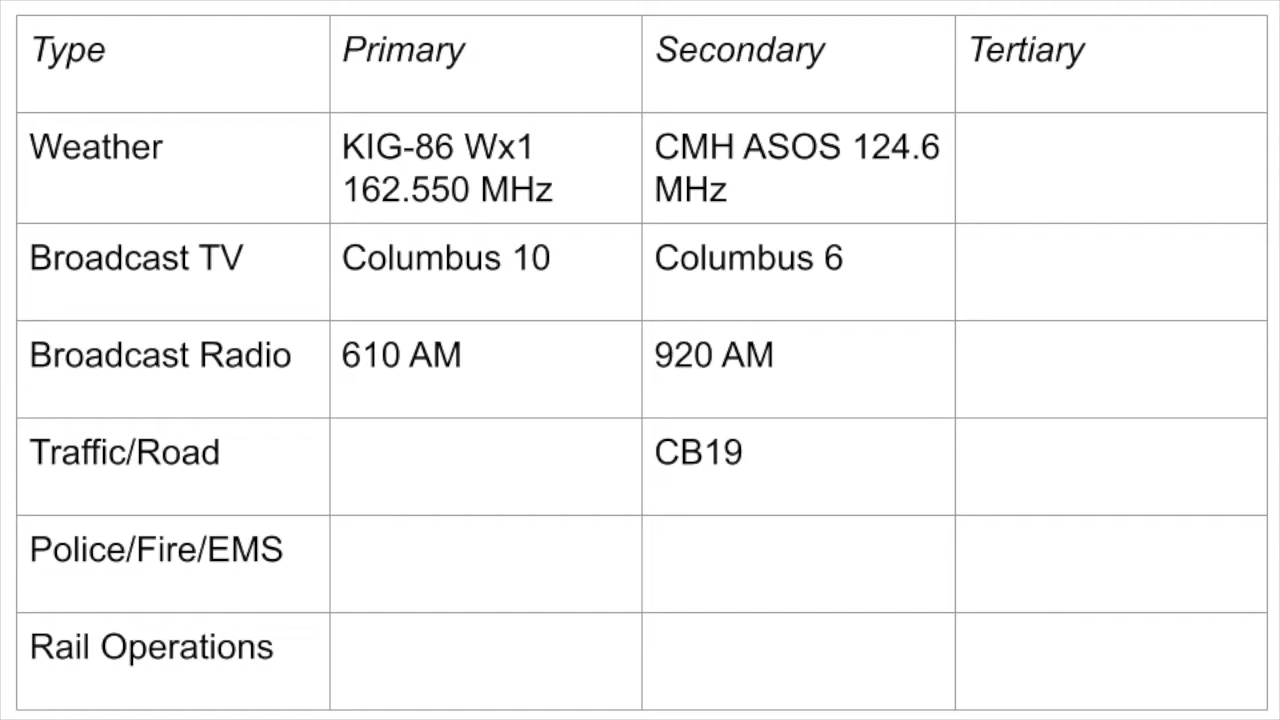 Type Primary Secondary Tertiary
Weather KIG-86 Wx1 CMH ASOS 124.6
162.550 MHz MHz
Broadcast TV Columbus 10 Columbus 6
Broadcast Radio 610 AM 920 AM
Traffic/Road CB19
Police/Fire/EMS
Rail Operations